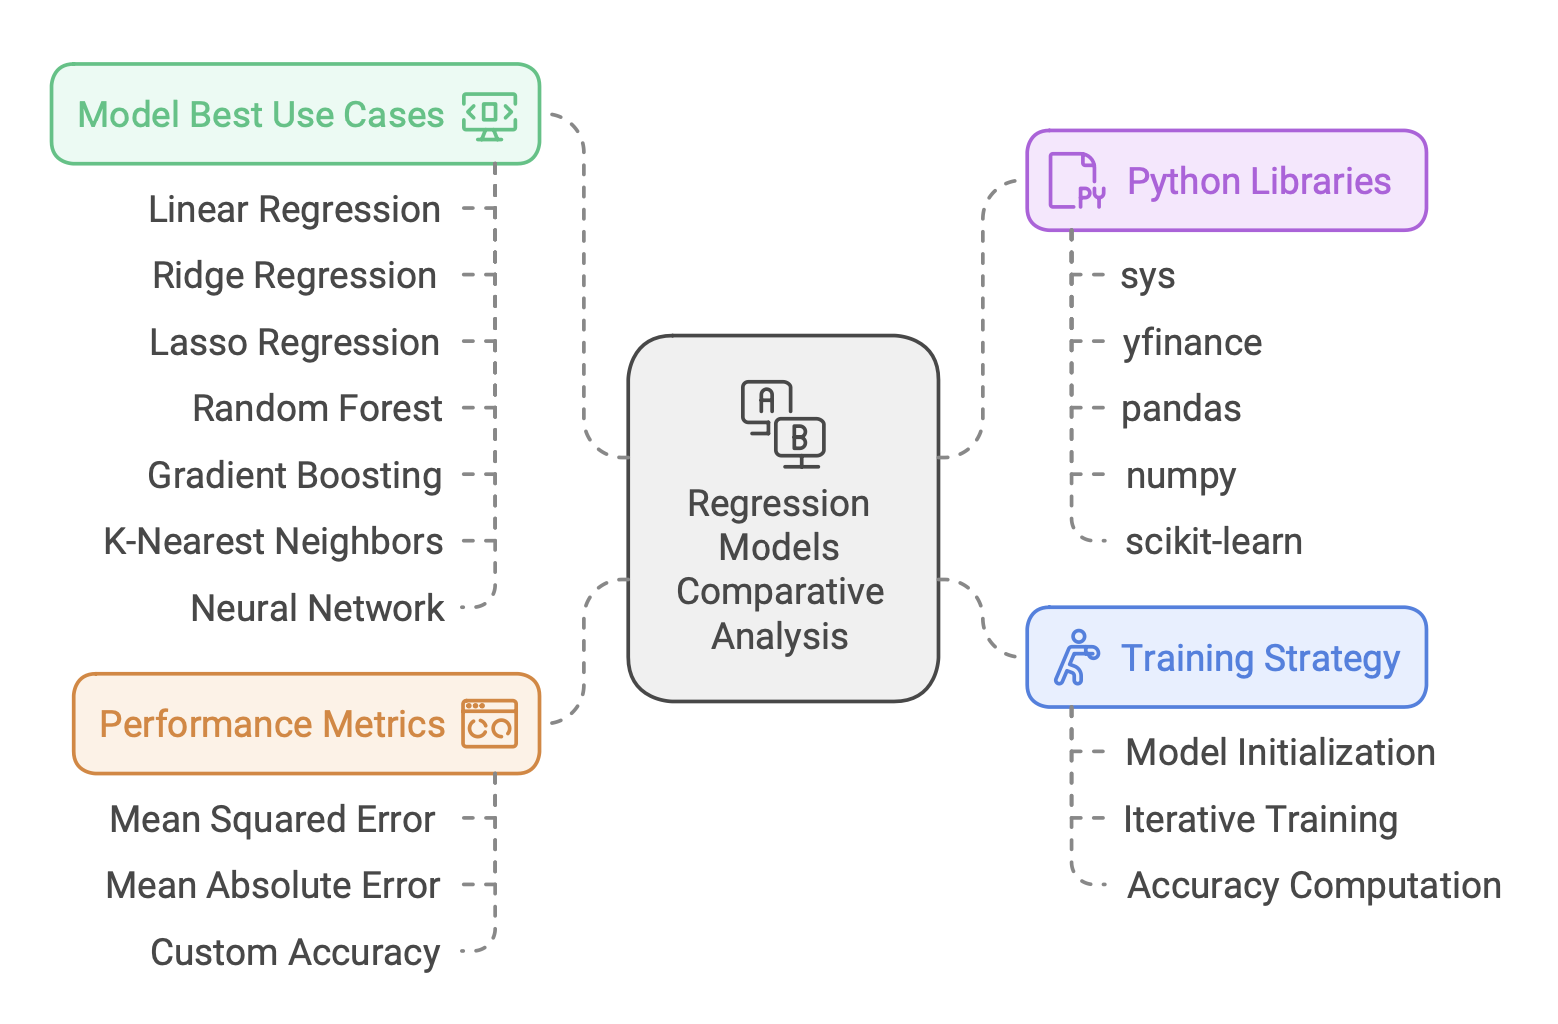 Model Best Use Cases
Linear Regression
Ridge Regression
Lasso Regression
Random Forest
Gradient Boosting
K-Nearest Neighbors
Neural Network
Performance Metrics
Mean Squared Error
Mean Absolute Error
Custom Accuracy
A
B
Regression
Models
Comparative
Analysis
PY
Python Libraries
sys
yfinance
pandas
numpy
scikit-learn
Training Strategy
Model Initialization
Iterative Training
Accuracy Computation